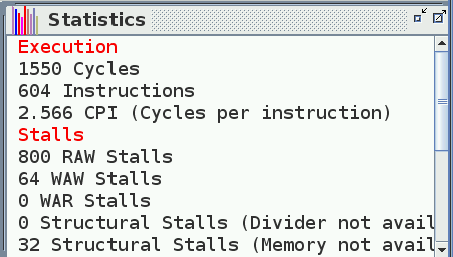 Statistics
Execution
1550 Cycles
604 Instructions
2.566 CPI (Cycles per instruction)
Stalls
800 RAW Stalls
64 WAW Stalls
0 WAR Stalls
0 Structural Stalls (Divider not avail
32 Structural Stalls (Memory not avail